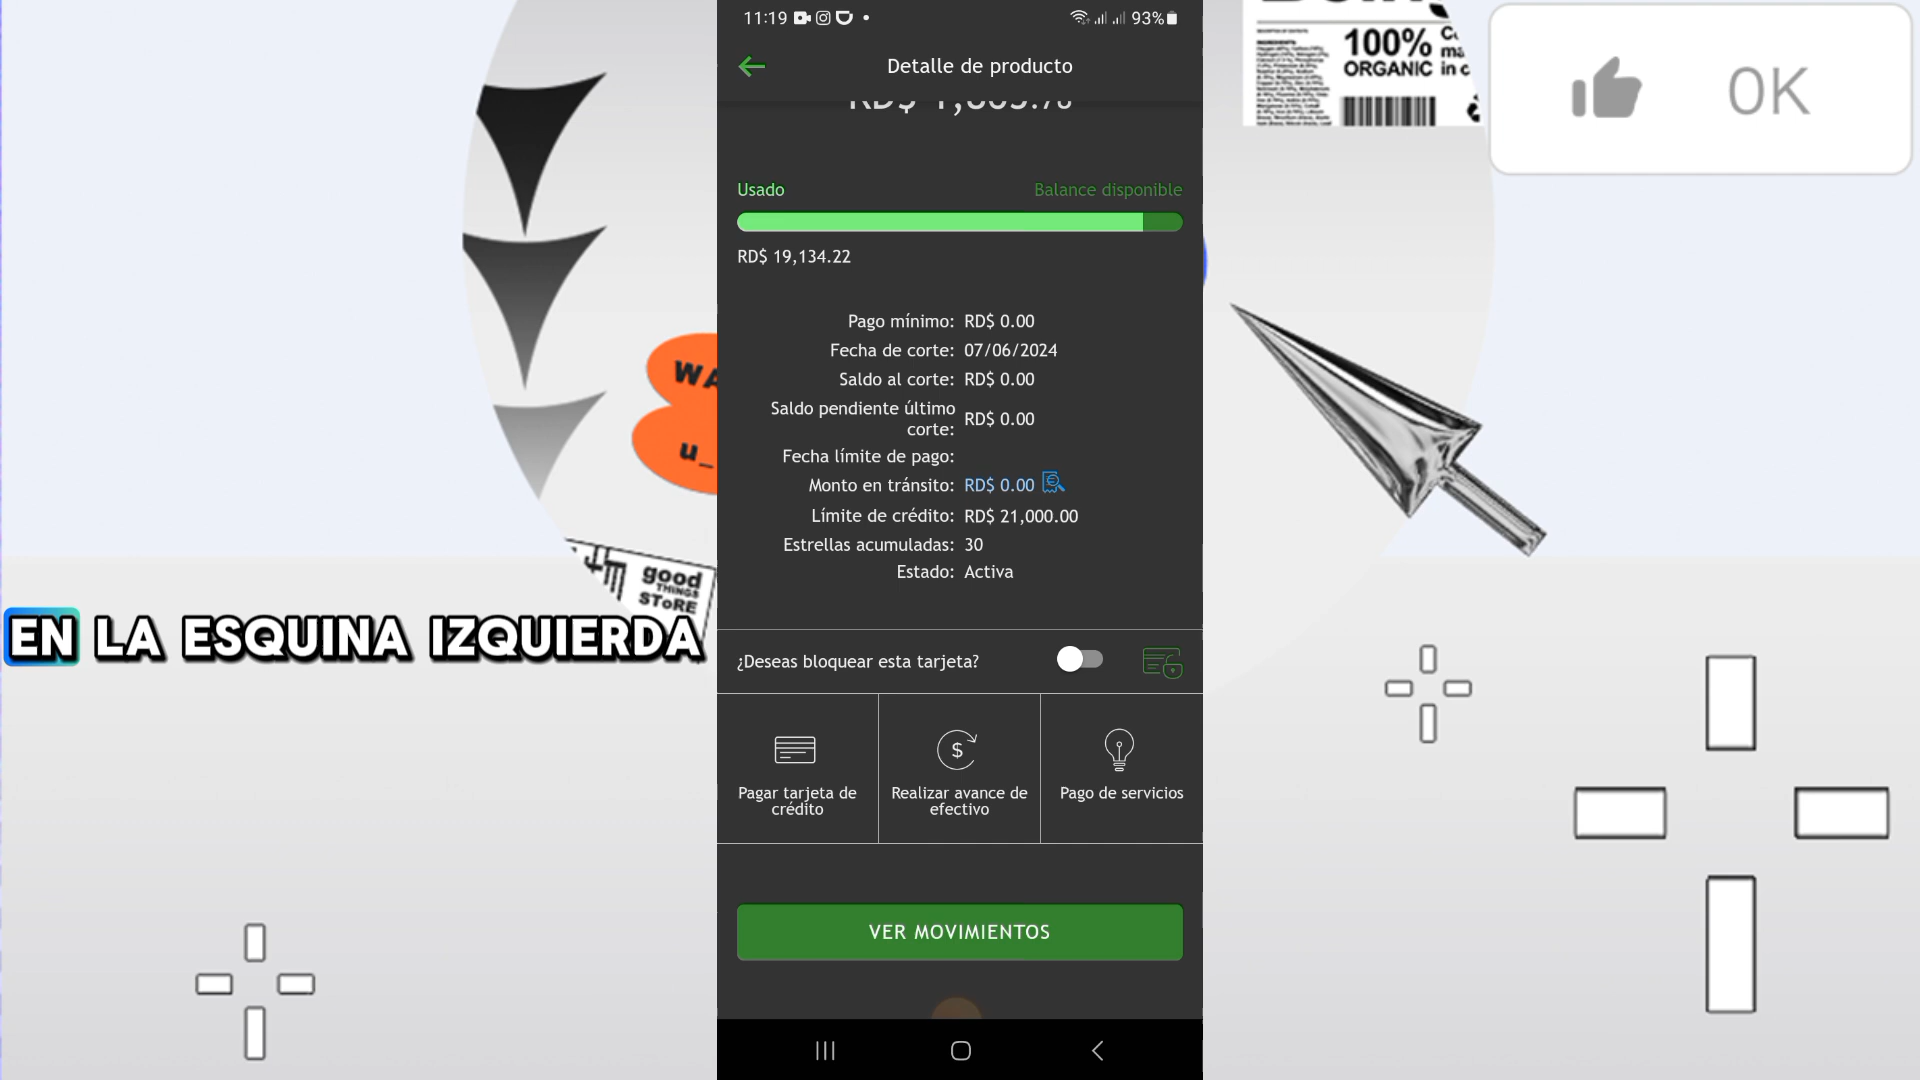 11:19
93%
Detalle de producto
Usado
Balance disponible
RD$ 19,134.22
Pago mínimo: RD$ 0.00
Fecha de corte: 07/06/2024
Saldo al corte: RD$ 0.00
Saldo pendiente último
corte: RD$ 0.00
Fecha límite de pago:
Monto en tránsito: RD$ 0.00
Límite de crédito: RD$ 21,000.00
Estrellas acumuladas: 30
Estado: Activa
¿Deseas bloquear esta tarjeta?
Pagar tarjeta de
crédito
Realizar avance de
efectivo
Pago de servicios
VER MOVIMIENTOS
EN LA ESQUINA IZQUIERDA
good
THINGS
SToRE
WA
u_
100%
ORGANIC
in c
0K